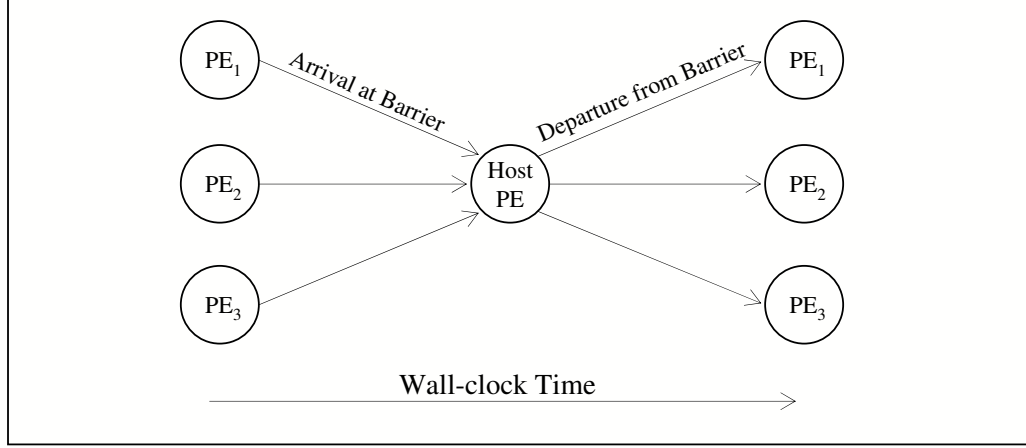 PE1
Arrival at Barrier
Departure from Barrier
PE1
PE2
Host
PE
PE2
PE3
PE3
Wall-clock Time